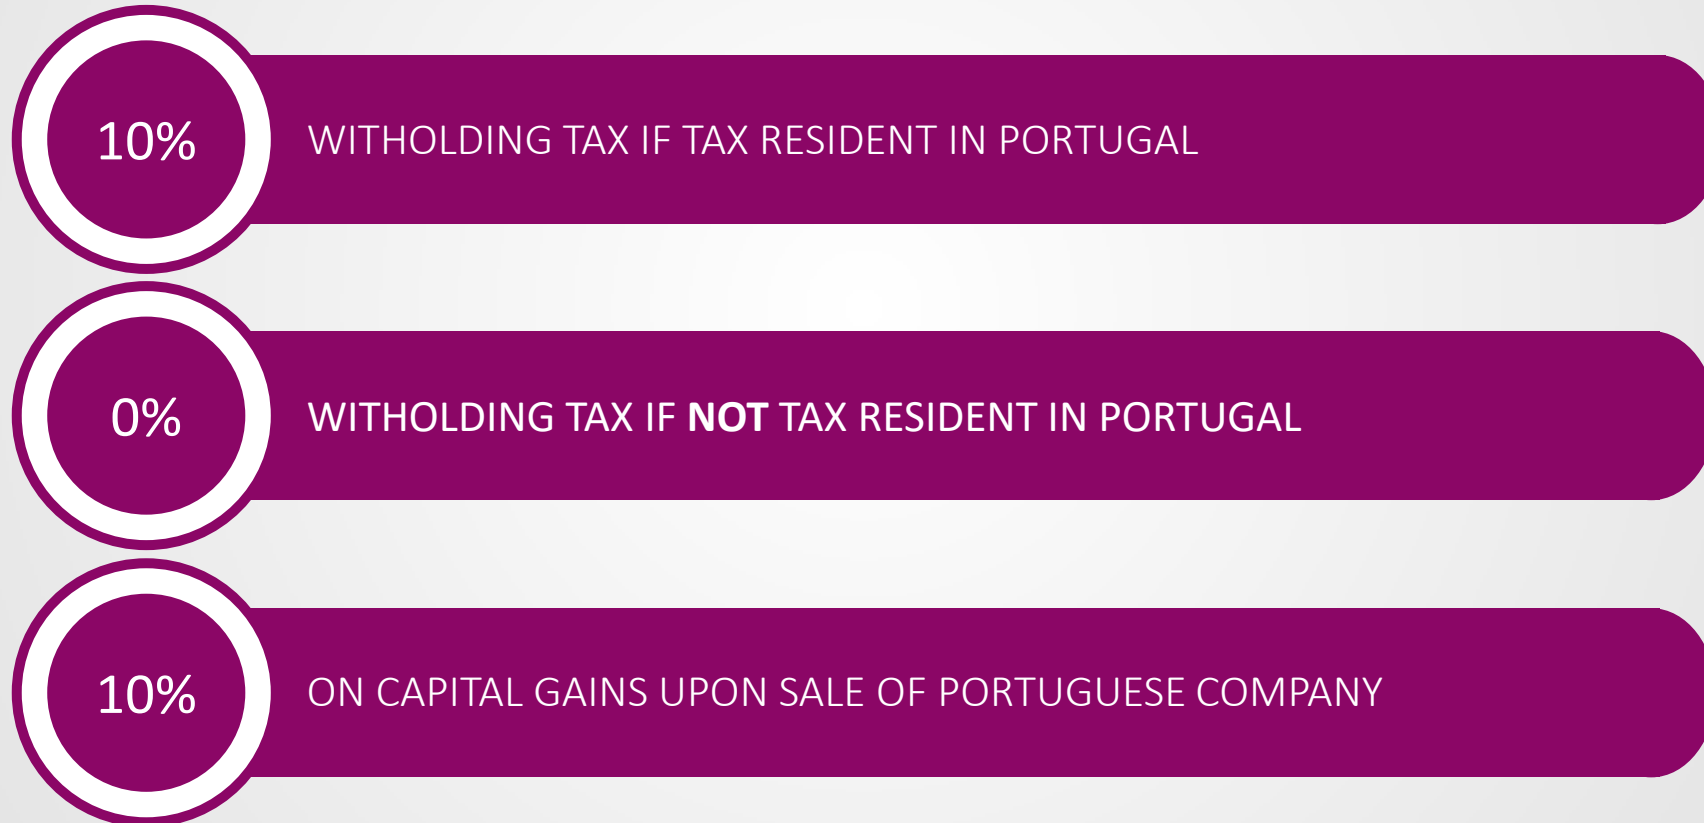 10%
WITHOLDING TAX IF TAX RESIDENT IN PORTUGAL
0%
WITHOLDING TAX IF NOT TAX RESIDENT IN PORTUGAL
10%
ON CAPITAL GAINS UPON SALE OF PORTUGUESE COMPANY